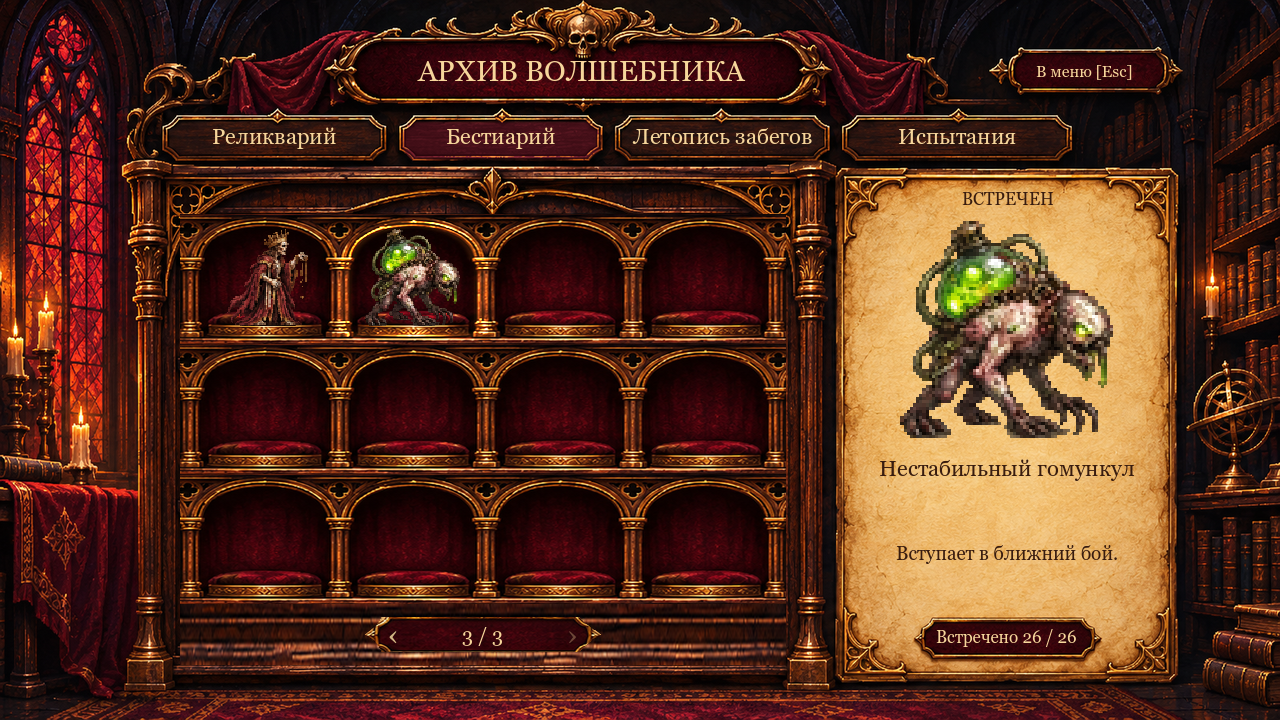 АРХИВ ВОЛШЕБНИКА
В меню [Esc]
Реликварий
Бестиарий
Летопись забегов
Испытания
ВСТРЕЧЕН
Нестабильный гомункул
Вступает в ближний бой.
‹ 3 / 3 ›
Встречено 26 / 26